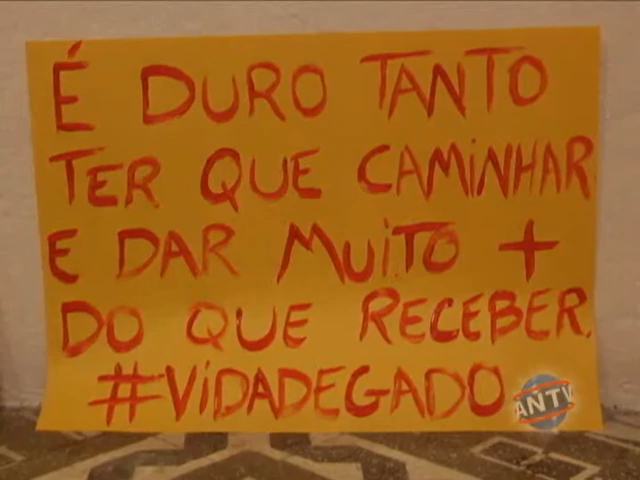 É DURO TANTO
TER QUE CAMINHAR
E DAR MUITO +
DO QUE RECEBER.
#VIDADEGADO
ANTV